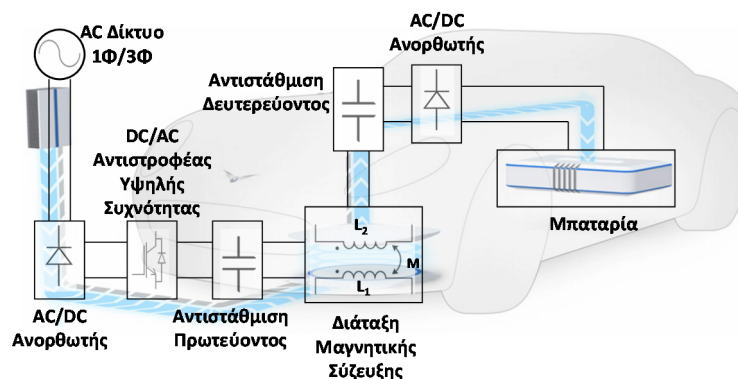 AC Δίκτυο
1Φ/3Φ
AC/DC
Ανορθωτής
Αντιστάθμιση
Δευτερεύοντος
DC/AC
Αντιστροφέας
Υψηλής
Συχνότητας
Μπαταρία
L2
M
L1
AC/DC
Ανορθωτής
Αντιστάθμιση
Πρωτεύοντος
Διάταξη
Μαγνητικής
Σύζευξης